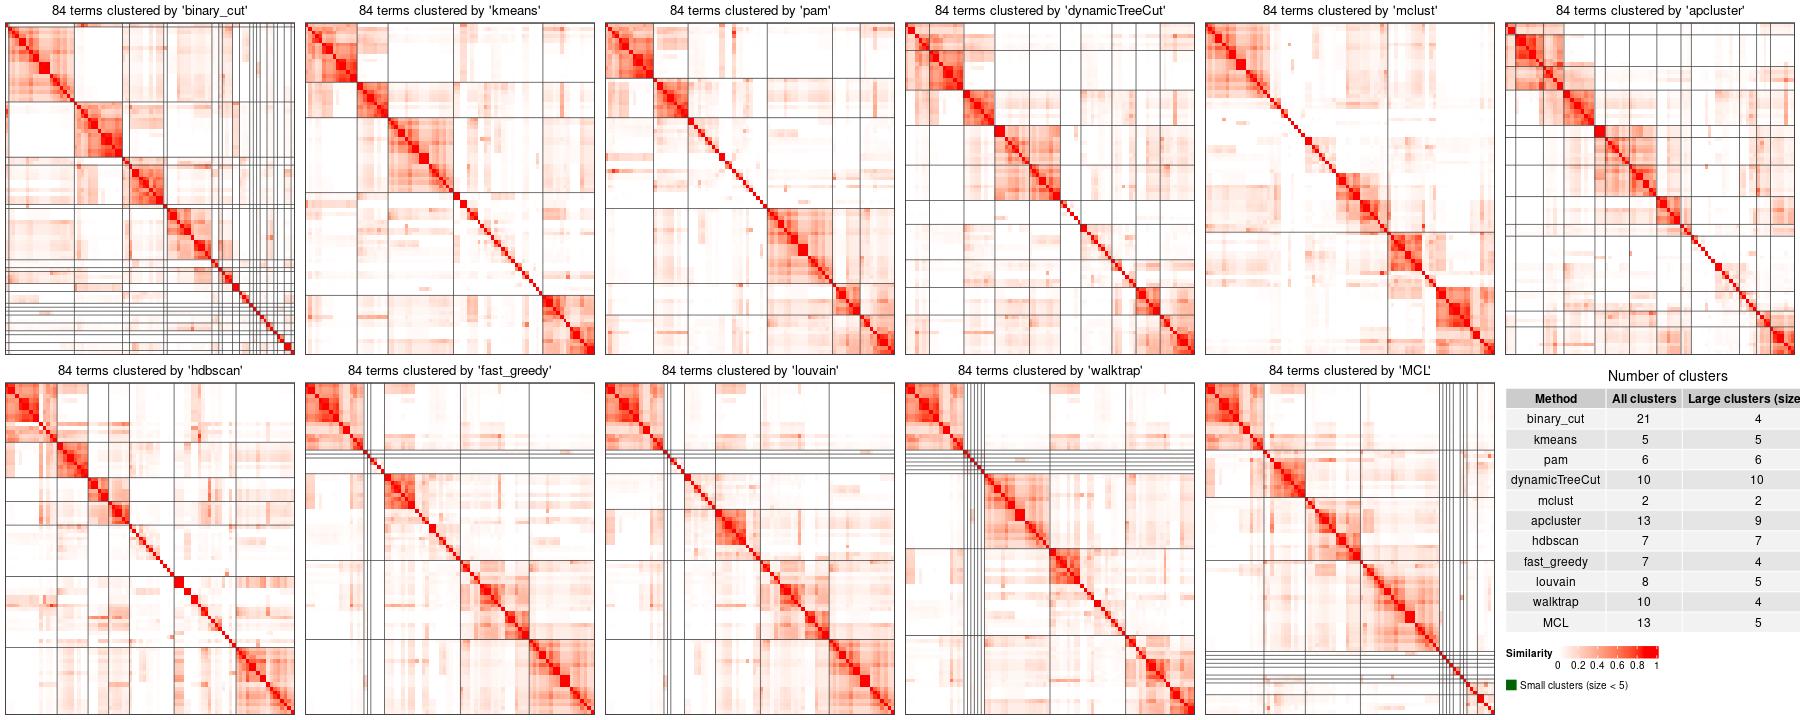 84 terms clustered by 'binary_cut'
84 terms clustered by 'kmeans'
84 terms clustered by 'pam'
84 terms clustered by 'dynamicTreeCut'
84 terms clustered by 'mclust'
84 terms clustered by 'apcluster'
84 terms clustered by 'hdbscan'
84 terms clustered by 'fast_greedy'
84 terms clustered by 'louvain'
84 terms clustered by 'walktrap'
84 terms clustered by 'MCL'
Number of clusters
Method All clusters Large clusters (size
binary_cut 21 4
kmeans 5 5
pam 6 6
dynamicTreeCut 10 10
mclust 2 2
apcluster 13 9
hdbscan 7 7
fast_greedy 7 4
louvain 8 5
walktrap 10 4
MCL 13 5
Similarity
0 0.2 0.4 0.6 0.8 1
Small clusters (size < 5)